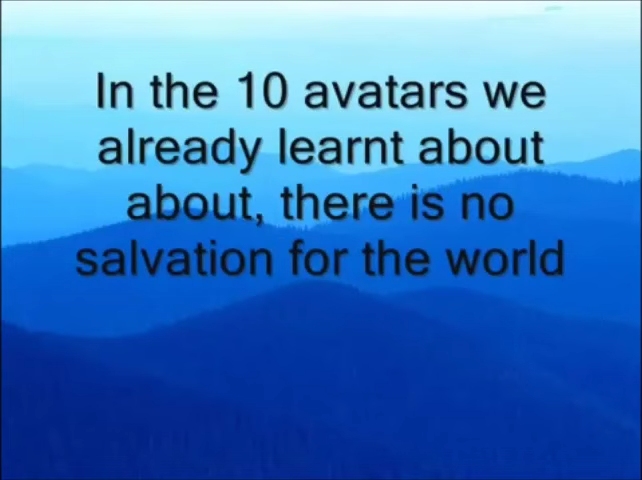 In the 10 avatars we
already learnt about
about, there is no
salvation for the world